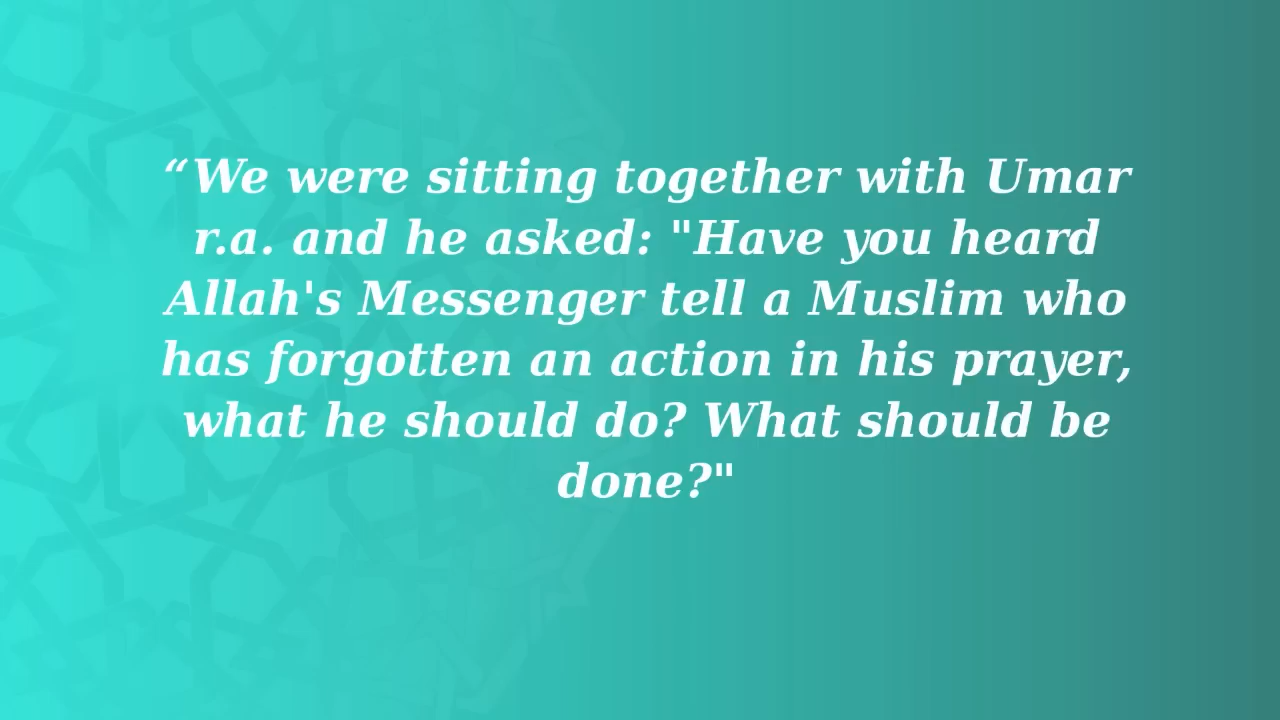 “We were sitting together with Umar
r.a. and he asked: "Have you heard
Allah's Messenger tell a Muslim who
has forgotten an action in his prayer,
what he should do? What should be
done?"